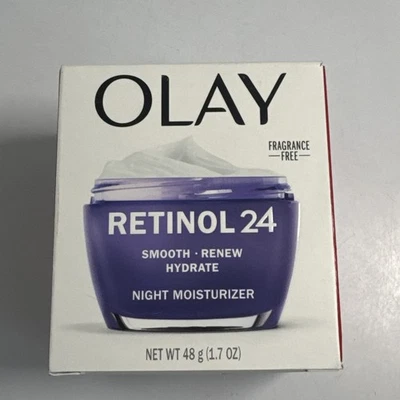 OLAY
FRAGRANCE
FREE
RETINOL 24
SMOOTH · RENEW
HYDRATE
NIGHT MOISTURIZER
NET WT 48 g (1.7 OZ)